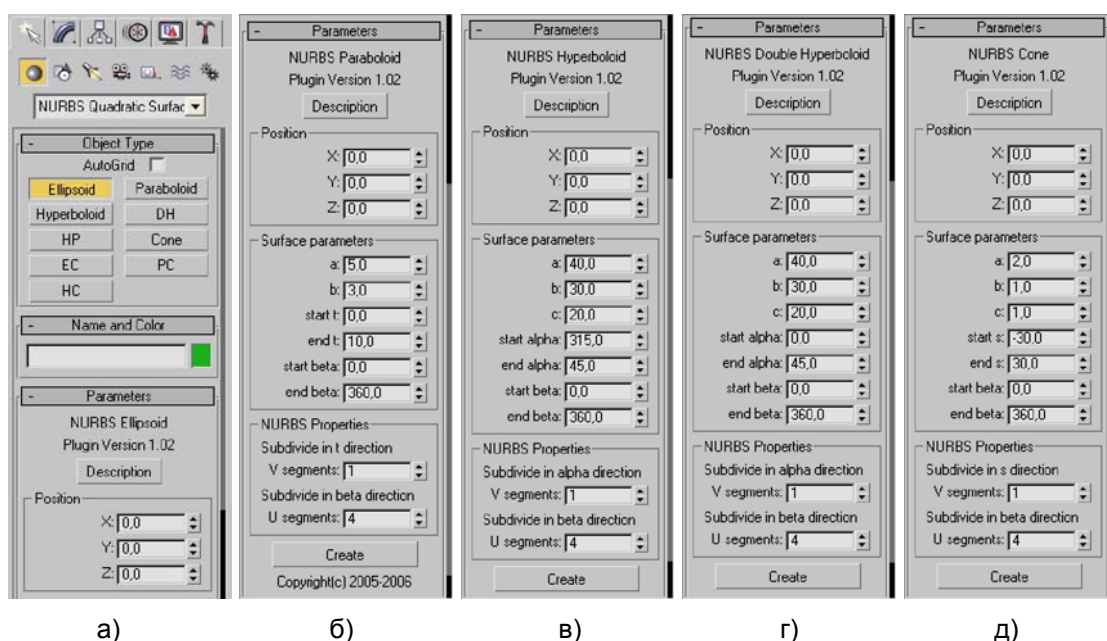 NURBS Quadratic Surfac
- Object Type
AutoGrid
Ellipsoid Paraboloid
Hyperboloid DH
HP Cone
EC PC
HC
- Name and Color
- Parameters
NURBS Ellipsoid
Plugin Version 1.02
Description
Position
X: 0,0
Y: 0,0
Z: 0,0
- Parameters
NURBS Paraboloid
Plugin Version 1.02
Description
Position
X: 0,0
Y: 0,0
Z: 0,0
Surface parameters
a: 5,0
b: 3,0
start t: 0,0
end t: 10,0
start beta: 0,0
end beta: 360,0
NURBS Properties
Subdivide in t direction
V segments: 1
Subdivide in beta direction
U segments: 4
Create
Copyright(c) 2005-2006
- Parameters
NURBS Hyperboloid
Plugin Version 1.02
Description
Position
X: 0,0
Y: 0,0
Z: 0,0
Surface parameters
a: 40,0
b: 30,0
c: 20,0
start alpha: 315,0
end alpha: 45,0
start beta: 0,0
end beta: 360,0
NURBS Properties
Subdivide in alpha direction
V segments: 1
Subdivide in beta direction
U segments: 4
Create
- Parameters
NURBS Double Hyperboloid
Plugin Version 1.02
Description
Position
X: 0,0
Y: 0,0
Z: 0,0
Surface parameters
a: 40,0
b: 30,0
c: 20,0
start alpha: 0,0
end alpha: 45,0
start beta: 0,0
end beta: 360,0
NURBS Properties
Subdivide in alpha direction
V segments: 1
Subdivide in beta direction
U segments: 4
Create
- Parameters
NURBS Cone
Plugin Version 1.02
Description
Position
X: 0,0
Y: 0,0
Z: 0,0
Surface parameters
a: 2,0
b: 1,0
c: 1,0
start s: -30,0
end s: 30,0
start beta: 0,0
end beta: 360,0
NURBS Properties
Subdivide in s direction
V segments: 1
Subdivide in beta direction
U segments: 4
Create
а) б) в) г) д)